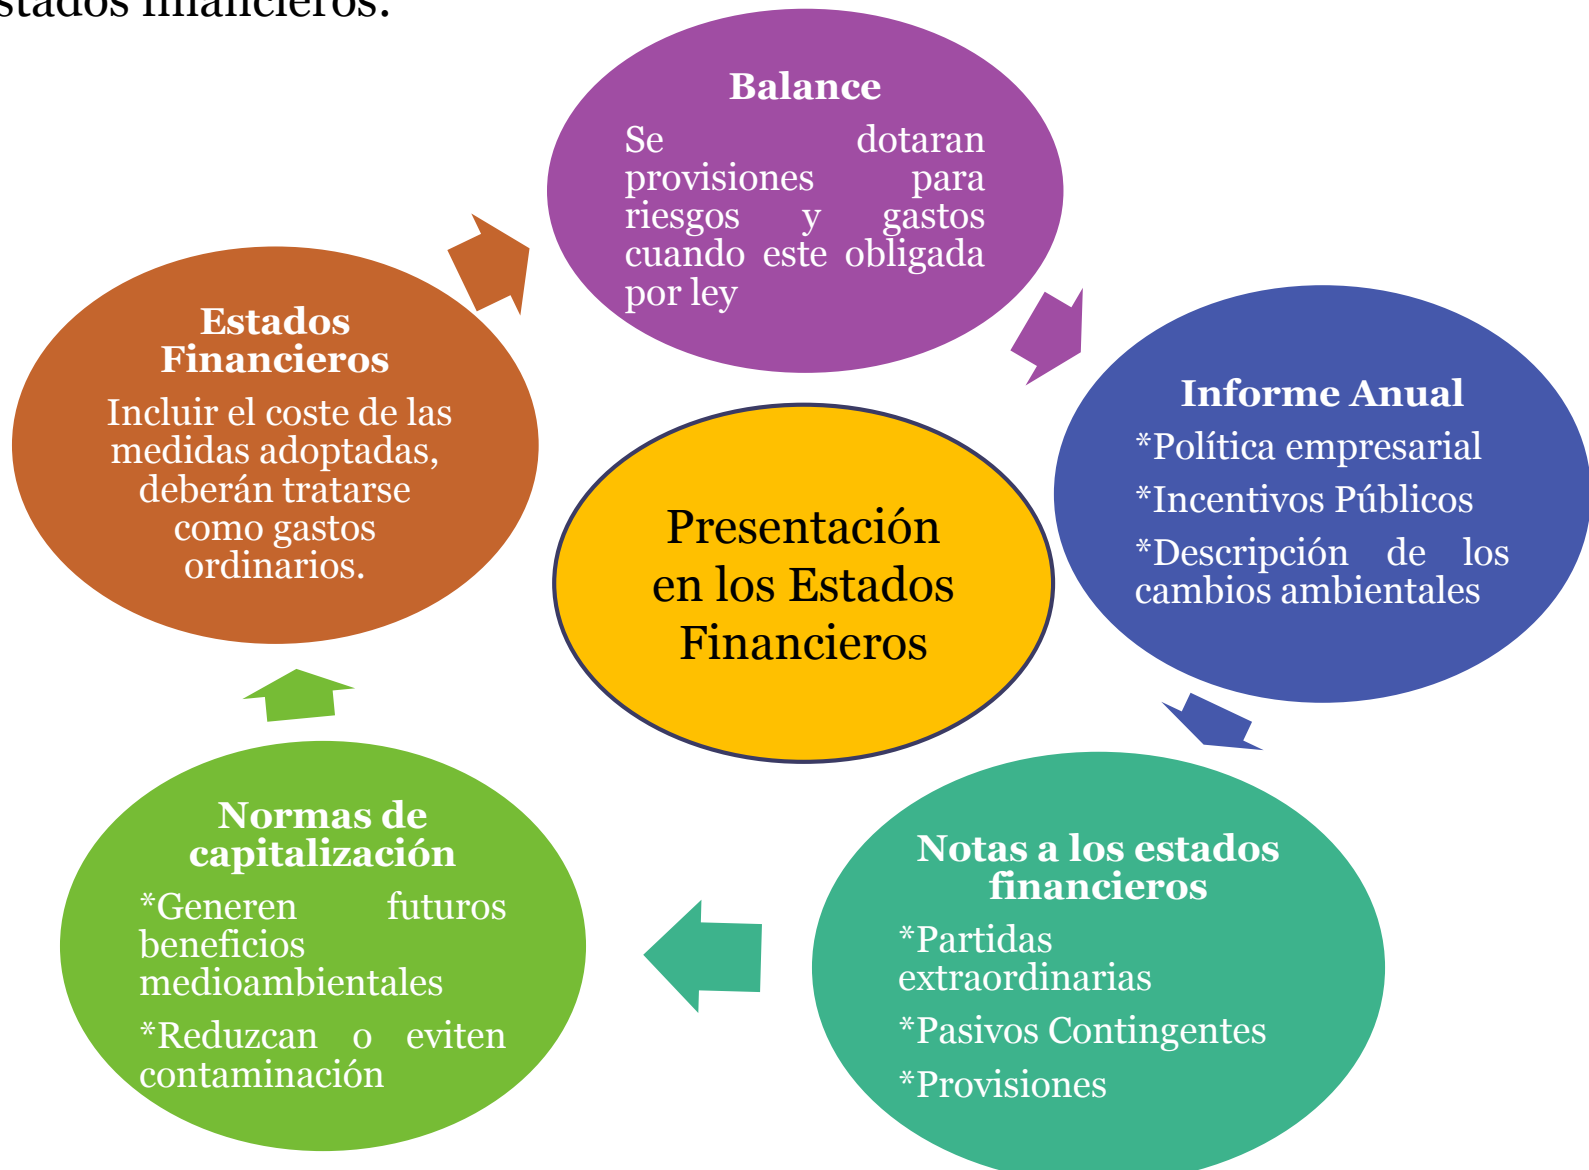 stados financieros.
Balance
Se dotaran
provisiones para
riesgos y gastos
cuando este obligada
por ley
Informe Anual
*Política empresarial
*Incentivos Públicos
*Descripción de los
cambios ambientales
Notas a los estados
financieros
*Partidas
extraordinarias
*Pasivos Contingentes
*Provisiones
Normas de
capitalización
*Generen futuros
beneficios
medioambientales
*Reduzcan o eviten
contaminación
Estados
Financieros
Incluir el coste de las
medidas adoptadas,
deberán tratarse
como gastos
ordinarios.
Presentación
en los Estados
Financieros